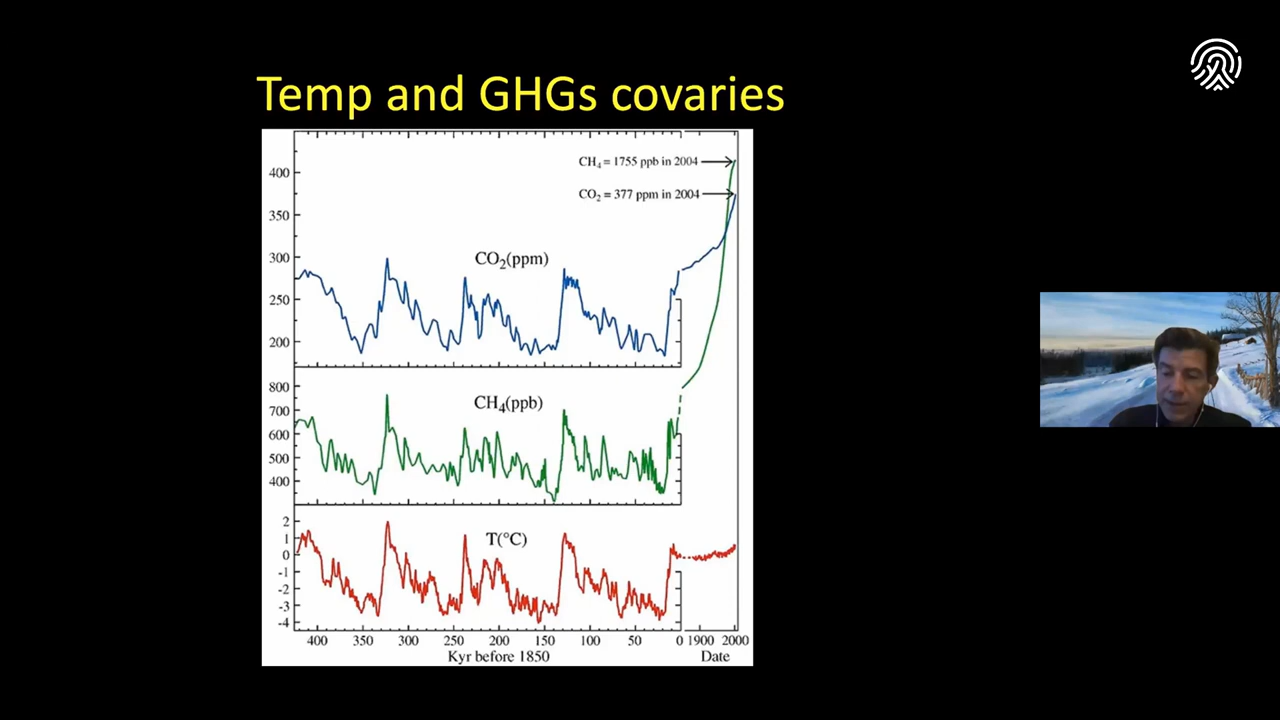 Temp and GHGs covaries
CH₄ = 1755 ppb in 2004
CO₂ = 377 ppm in 2004
400
350
300
250
200
CO₂(ppm)
800
700
600
500
400
CH₄(ppb)
2
1
0
-1
-2
-3
-4
T(°C)
400 350 300 250 200 150 100 50 0 1900 2000
Kyr before 1850 Date